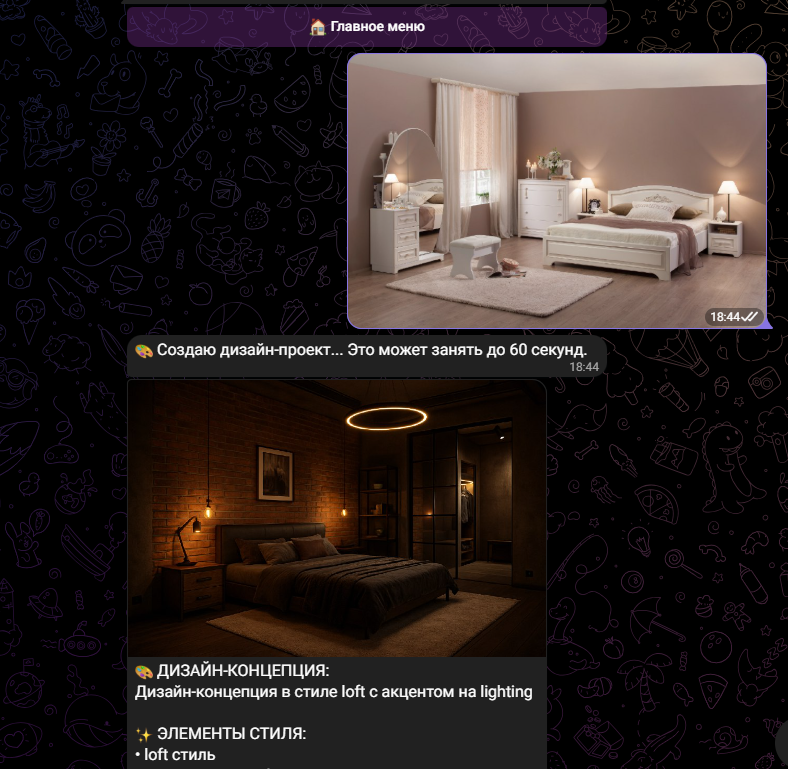 🏠 Главное меню
18:44
🎨 Создаю дизайн-проект... Это может занять до 60 секунд.
18:44
🎨 ДИЗАЙН-КОНЦЕПЦИЯ:
Дизайн-концепция в стиле loft с акцентом на lighting
✨ ЭЛЕМЕНТЫ СТИЛЯ:
• loft стиль